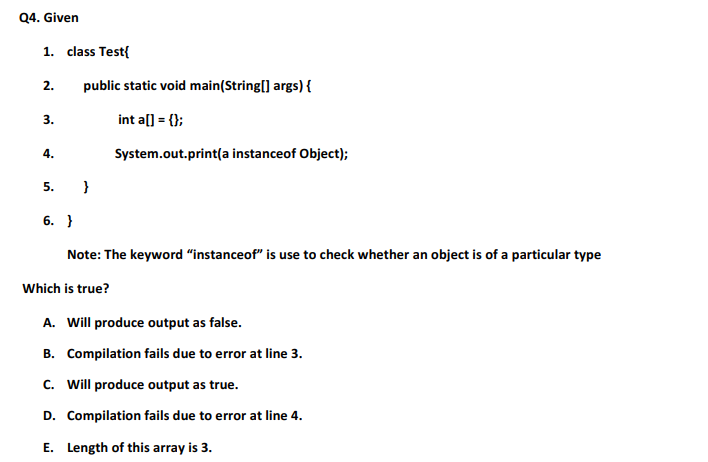 Q4. Given
1. class Test{
2. public static void main(String[] args) {
3. int a[] = {};
4. System.out.print(a instanceof Object);
5. }
6. }
Note: The keyword “instanceof” is use to check whether an object is of a particular type
Which is true?
A. Will produce output as false.
B. Compilation fails due to error at line 3.
C. Will produce output as true.
D. Compilation fails due to error at line 4.
E. Length of this array is 3.